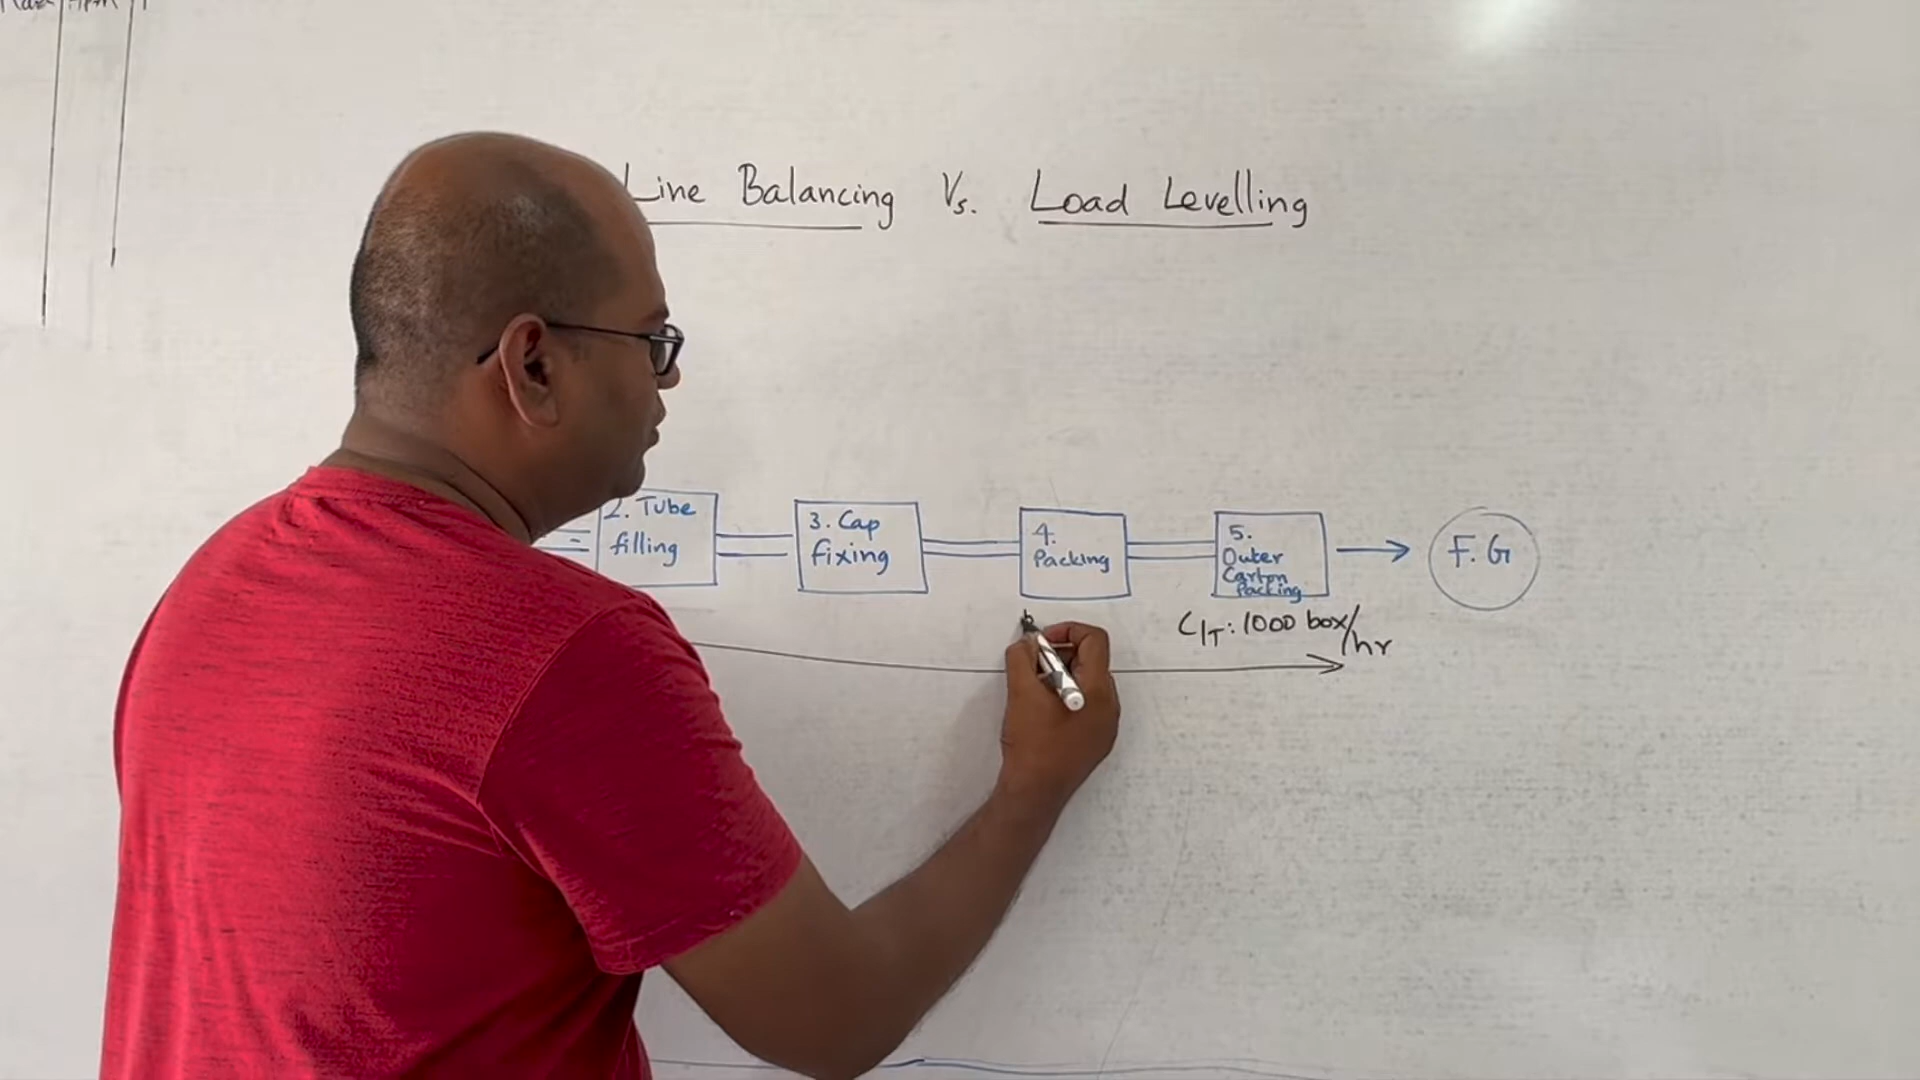 Line Balancing Vs. Load Levelling
2. Tube
filling
3. Cap
fixing
4.
Packing
5.
Outer
Carton
Packing
F. G
C/T: 1000 box/hr